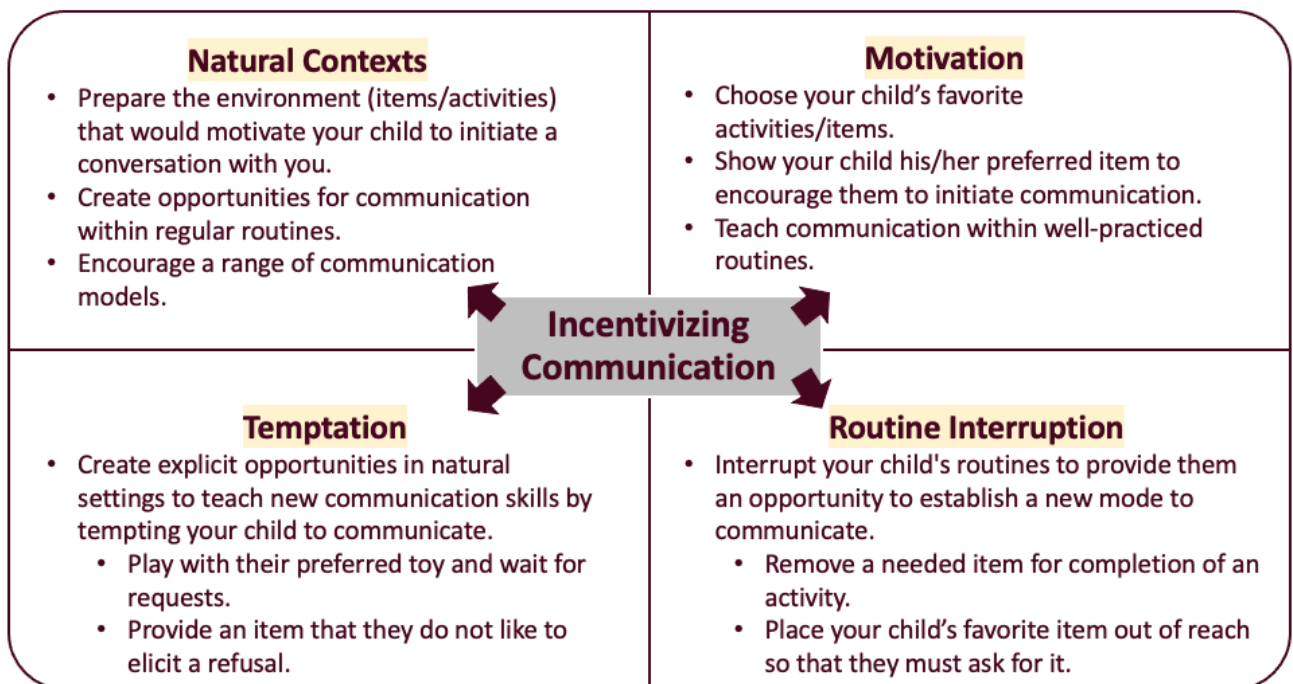 Natural Contexts
• Prepare the environment (items/activities)
that would motivate your child to initiate a
conversation with you.
• Create opportunities for communication
within regular routines.
• Encourage a range of communication
models.
Motivation
• Choose your child’s favorite
activities/items.
• Show your child his/her preferred item to
encourage them to initiate communication.
• Teach communication within well-practiced
routines.
Incentivizing
Communication
Temptation
• Create explicit opportunities in natural
settings to teach new communication skills by
tempting your child to communicate.
• Play with their preferred toy and wait for
requests.
• Provide an item that they do not like to
elicit a refusal.
Routine Interruption
• Interrupt your child's routines to provide them
an opportunity to establish a new mode to
communicate.
• Remove a needed item for completion of an
activity.
• Place your child’s favorite item out of reach
so that they must ask for it.